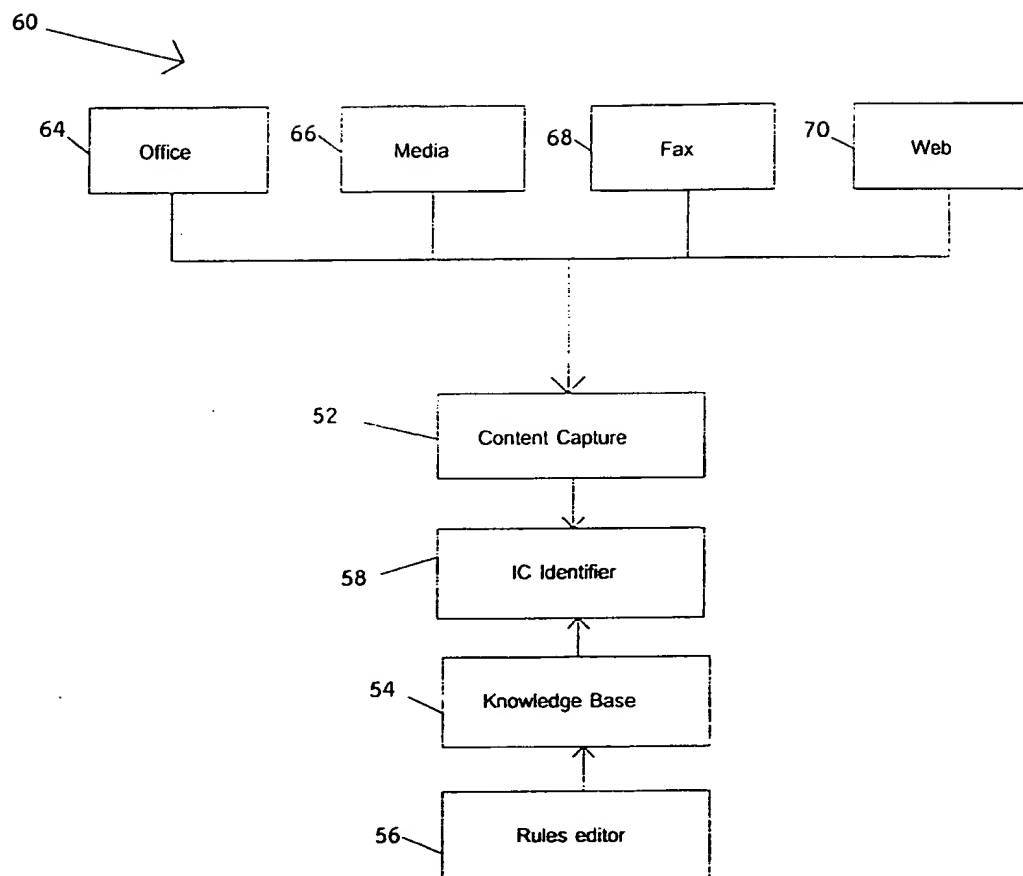 60
64 Office 66 Media 68 Fax 70 Web
52 Content Capture
58 IC Identifier
54 Knowledge Base
56 Rules editor